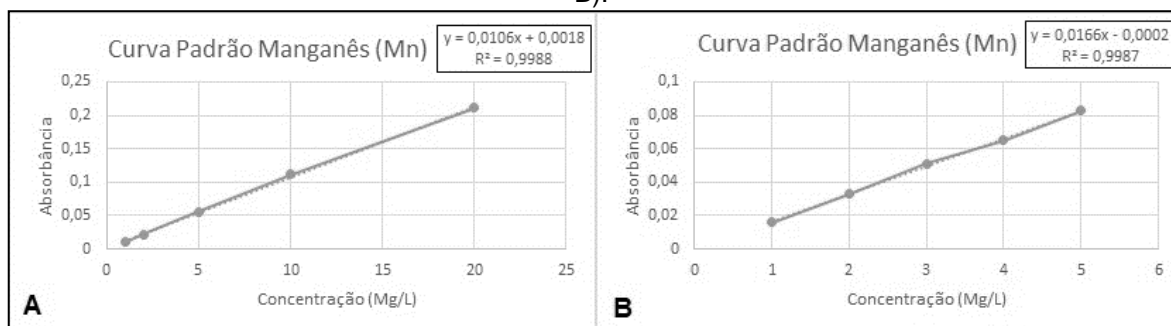 B).
Curva Padrão Manganês (Mn)
y = 0,0106x + 0,0018
R² = 0,9988
0,25
0,2
0,15
0,1
0,05
0
Absorbância
0 5 10 15 20 25
Concentração (Mg/L)
A
Curva Padrão Manganês (Mn)
y = 0,0166x - 0,0002
R² = 0,9987
0,1
0,08
0,06
0,04
0,02
0
Absorbância
0 1 2 3 4 5 6
Concentração (Mg/L)
B